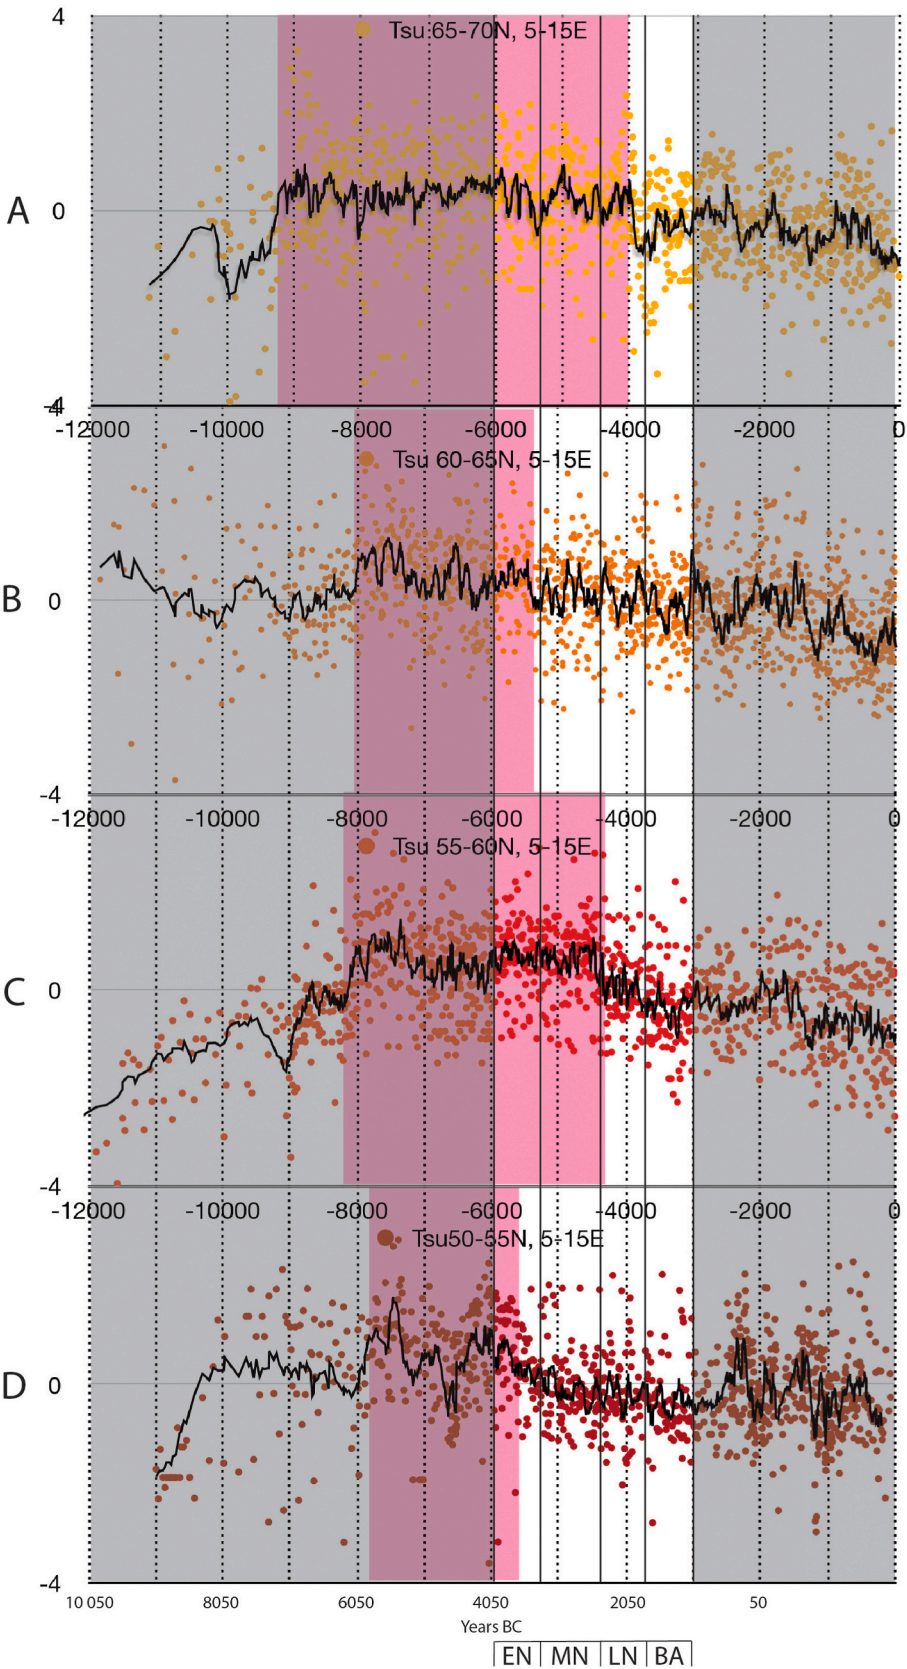 4
Tsu:65-70N, 5-15E
A
0
-4
-12000 -10000 -8000 -6000 -4000 -2000 0
Tsu 60-65N, 5-15E
B
0
-4
-12000 -10000 -8000 -6000 -4000 -2000 0
Tsu 55-60N, 5-15E
C
0
-4
-12000 -10000 -8000 -6000 -4000 -2000 0
Tsu50-55N, 5-15E
D
0
-4
10 050 8050 6050 4050 2050 50
Years BC
EN MN LN BA